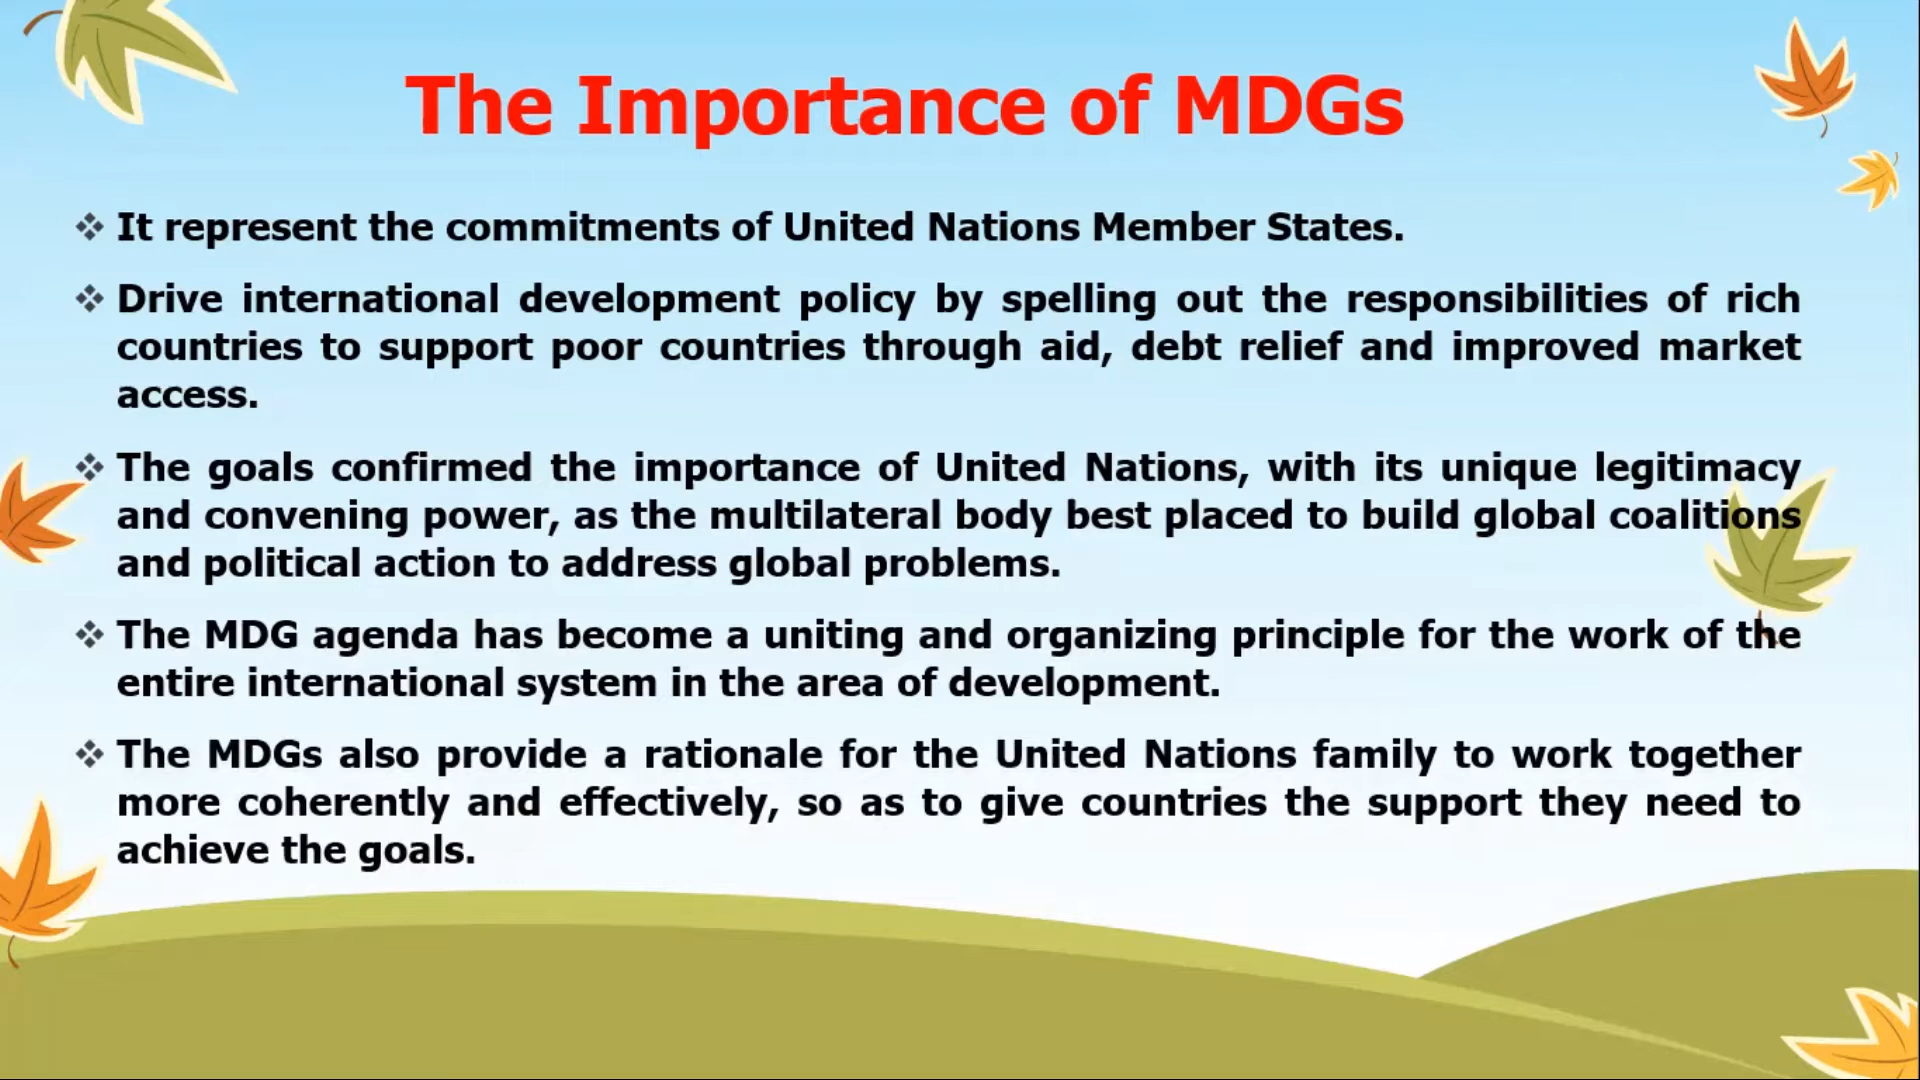 The Importance of MDGs
❖ It represent the commitments of United Nations Member States.
❖ Drive international development policy by spelling out the responsibilities of rich
countries to support poor countries through aid, debt relief and improved market
access.
❖ The goals confirmed the importance of United Nations, with its unique legitimacy
and convening power, as the multilateral body best placed to build global coalitions
and political action to address global problems.
❖ The MDG agenda has become a uniting and organizing principle for the work of the
entire international system in the area of development.
❖ The MDGs also provide a rationale for the United Nations family to work together
more coherently and effectively, so as to give countries the support they need to
achieve the goals.